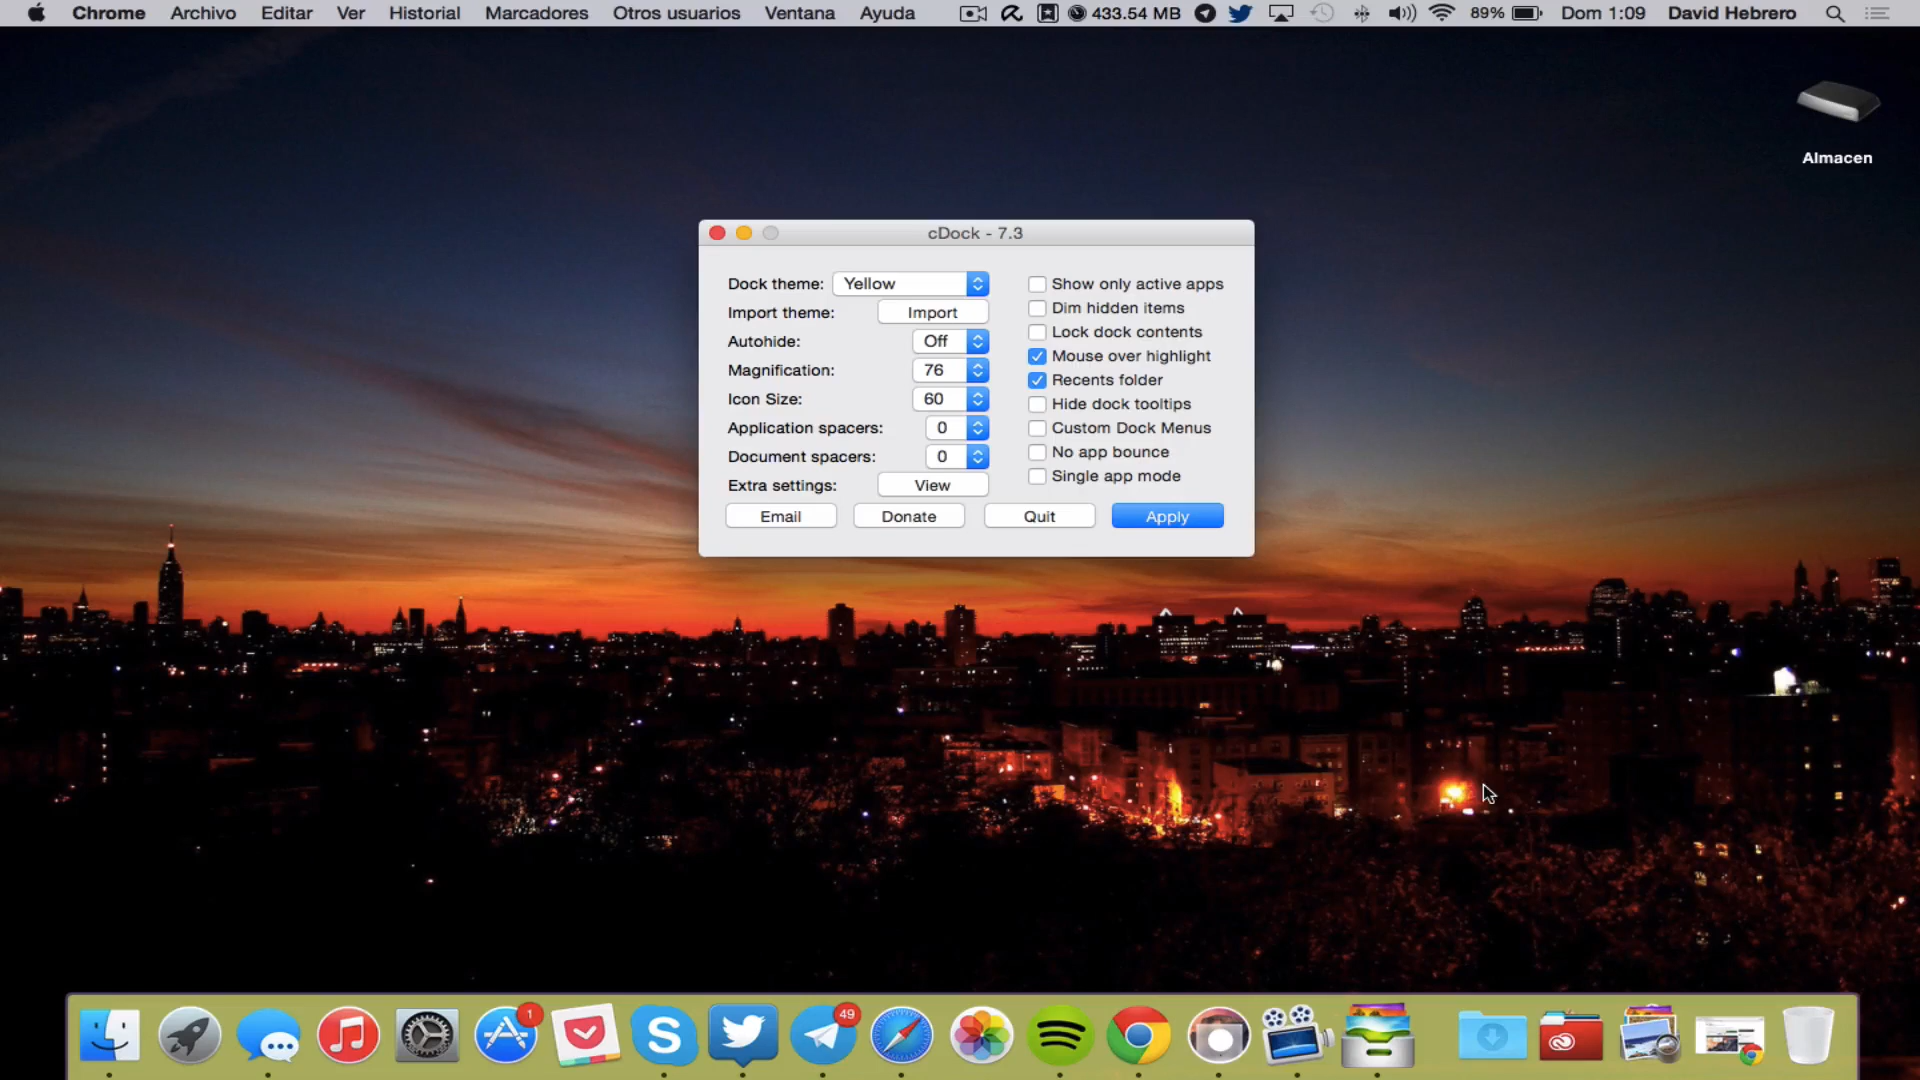 Chrome Archivo Editar Ver Historial Marcadores Otros usuarios Ventana Ayuda 433.54 MB 89% Dom 1:09 David Hebrero
Almacen
cDock - 7.3
Dock theme: Yellow
Import theme: Import
Autohide: Off
Magnification: 76
Icon Size: 60
Application spacers: 0
Document spacers: 0
Extra settings: View
Show only active apps
Dim hidden items
Lock dock contents
Mouse over highlight
Recents folder
Hide dock tooltips
Custom Dock Menus
No app bounce
Single app mode
Email Donate Quit Apply
1 49